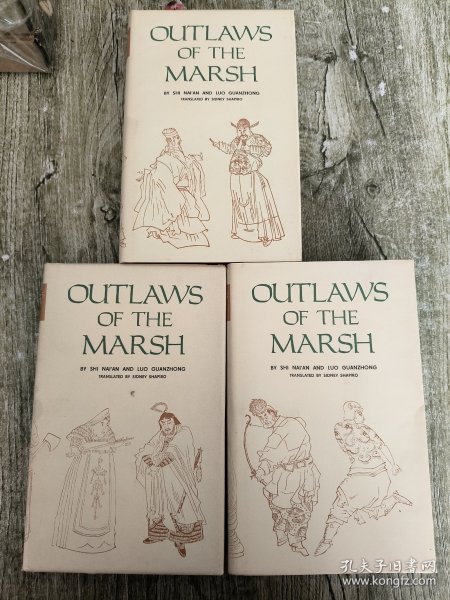 OUTLAWS
OF THE
MARSH
BY SHI NAI'AN AND LUO GUANZHONG
TRANSLATED BY SIDNEY SHAPIRO
OUTLAWS
OF THE
MARSH
BY SHI NAI'AN AND LUO GUANZHONG
TRANSLATED BY SIDNEY SHAPIRO
OUTLAWS
OF THE
MARSH
BY SHI NAI'AN AND LUO GUANZHONG
TRANSLATED BY SIDNEY SHAPIRO
孔夫子旧书网
www.kongfz.com